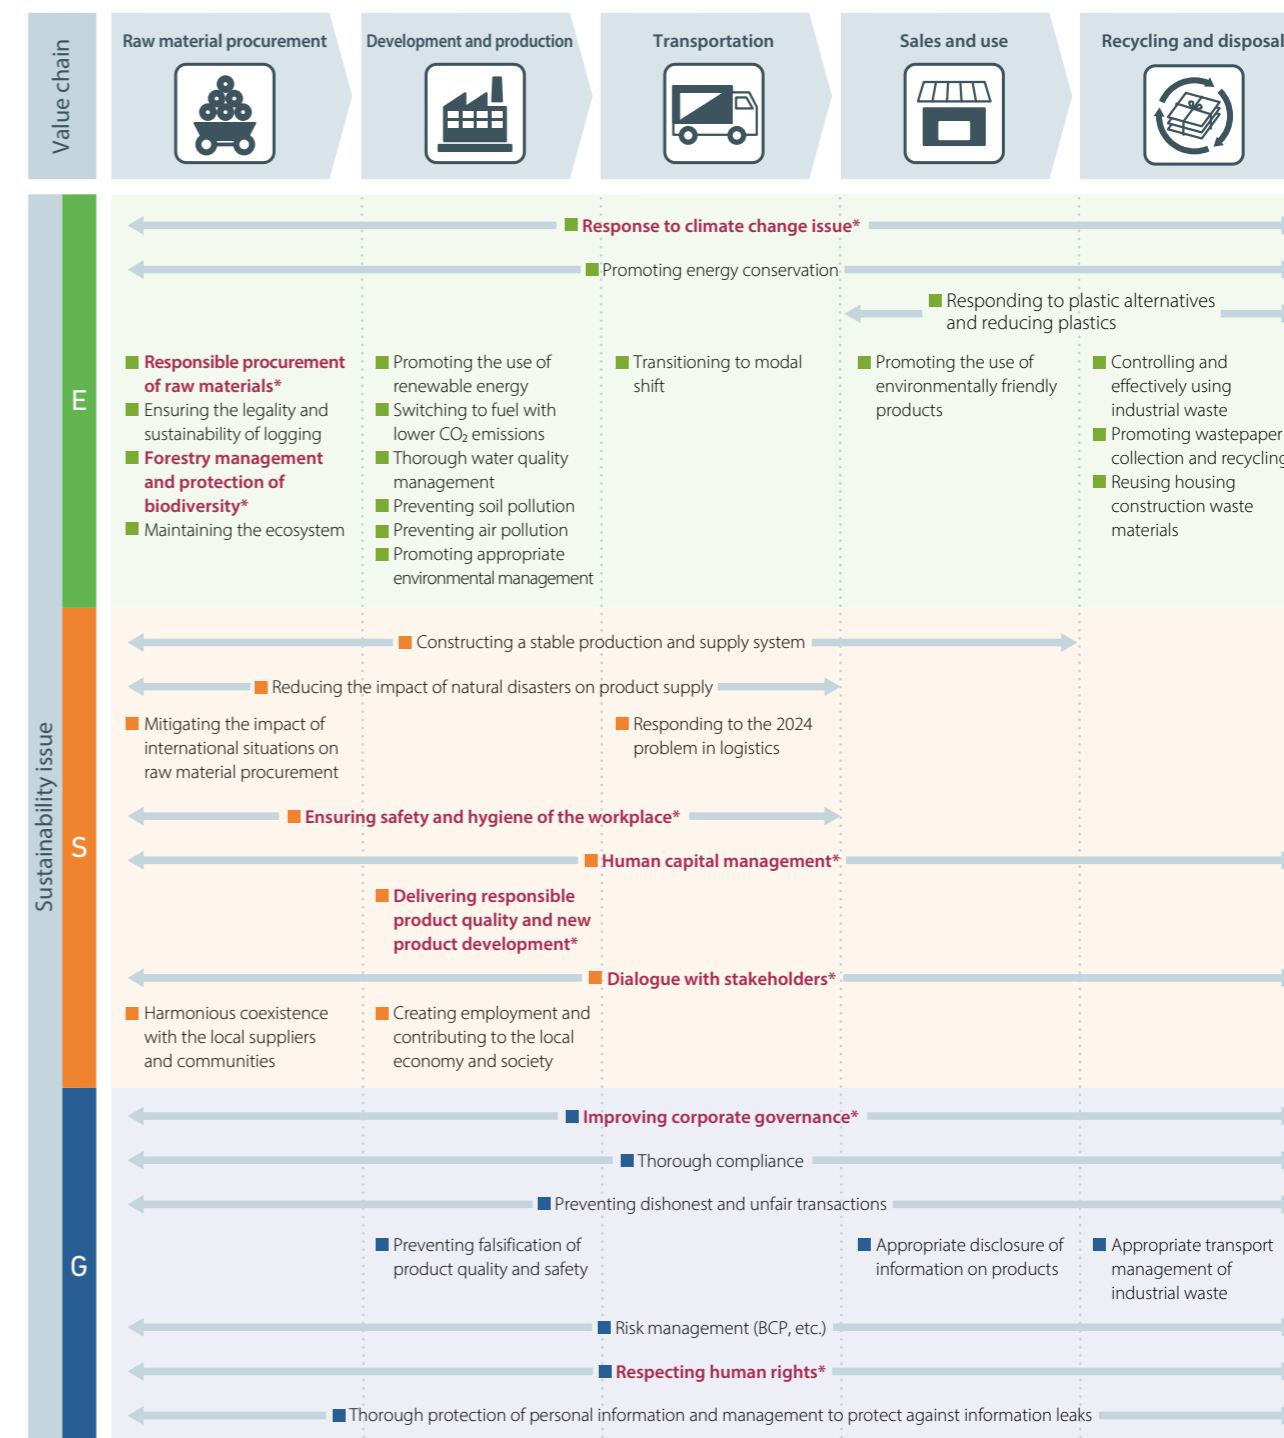 Value chain
Raw material procurement
Development and production
Transportation
Sales and use
Recycling and disposal
Sustainability issue
E
Response to climate change issue*
Promoting energy conservation
Responding to plastic alternatives
and reducing plastics
Responsible procurement
of raw materials*
Ensuring the legality and
sustainability of logging
Forestry management
and protection of
biodiversity*
Maintaining the ecosystem
Promoting the use of
renewable energy
Switching to fuel with
lower CO₂ emissions
Thorough water quality
management
Preventing soil pollution
Preventing air pollution
Promoting appropriate
environmental management
Transitioning to modal
shift
Promoting the use of
environmentally friendly
products
Controlling and
effectively using
industrial waste
Promoting wastepaper
collection and recycling
Reusing housing
construction waste
materials
S
Constructing a stable production and supply system
Reducing the impact of natural disasters on product supply
Mitigating the impact of
international situations on
raw material procurement
Responding to the 2024
problem in logistics
Ensuring safety and hygiene of the workplace*
Human capital management*
Delivering responsible
product quality and new
product development*
Dialogue with stakeholders*
Harmonious coexistence
with the local suppliers
and communities
Creating employment and
contributing to the local
economy and society
G
Improving corporate governance*
Thorough compliance
Preventing dishonest and unfair transactions
Preventing falsification of
product quality and safety
Appropriate disclosure of
information on products
Appropriate transport
management of
industrial waste
Risk management (BCP, etc.)
Respecting human rights*
Thorough protection of personal information and management to protect against information leaks